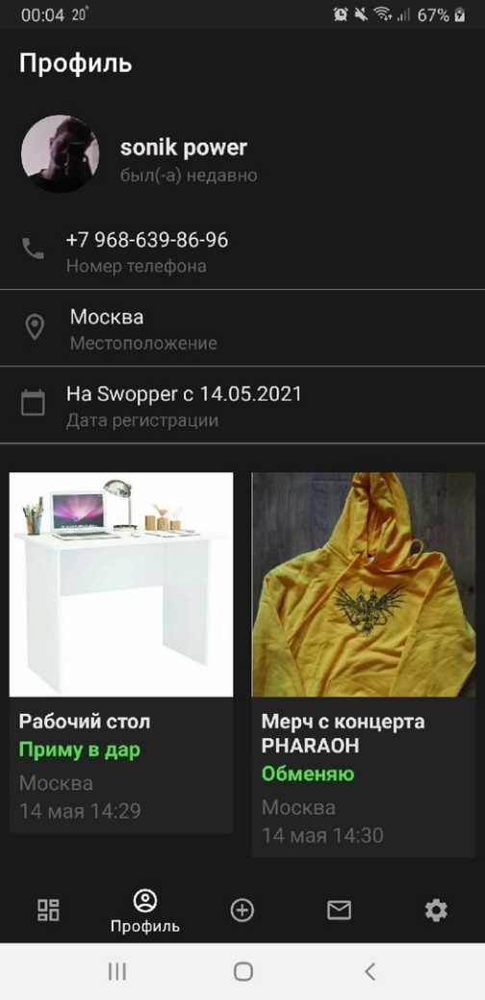 00:04 20° 67%
Профиль
sonik power
был(-а) недавно
+7 968-639-86-96
Номер телефона
Москва
Местоположение
На Swopper с 14.05.2021
Дата регистрации
Рабочий стол
Приму в дар
Москва
14 мая 14:29
Мерч с концерта
PHARAOH
Обменяю
Москва
14 мая 14:30
Профиль